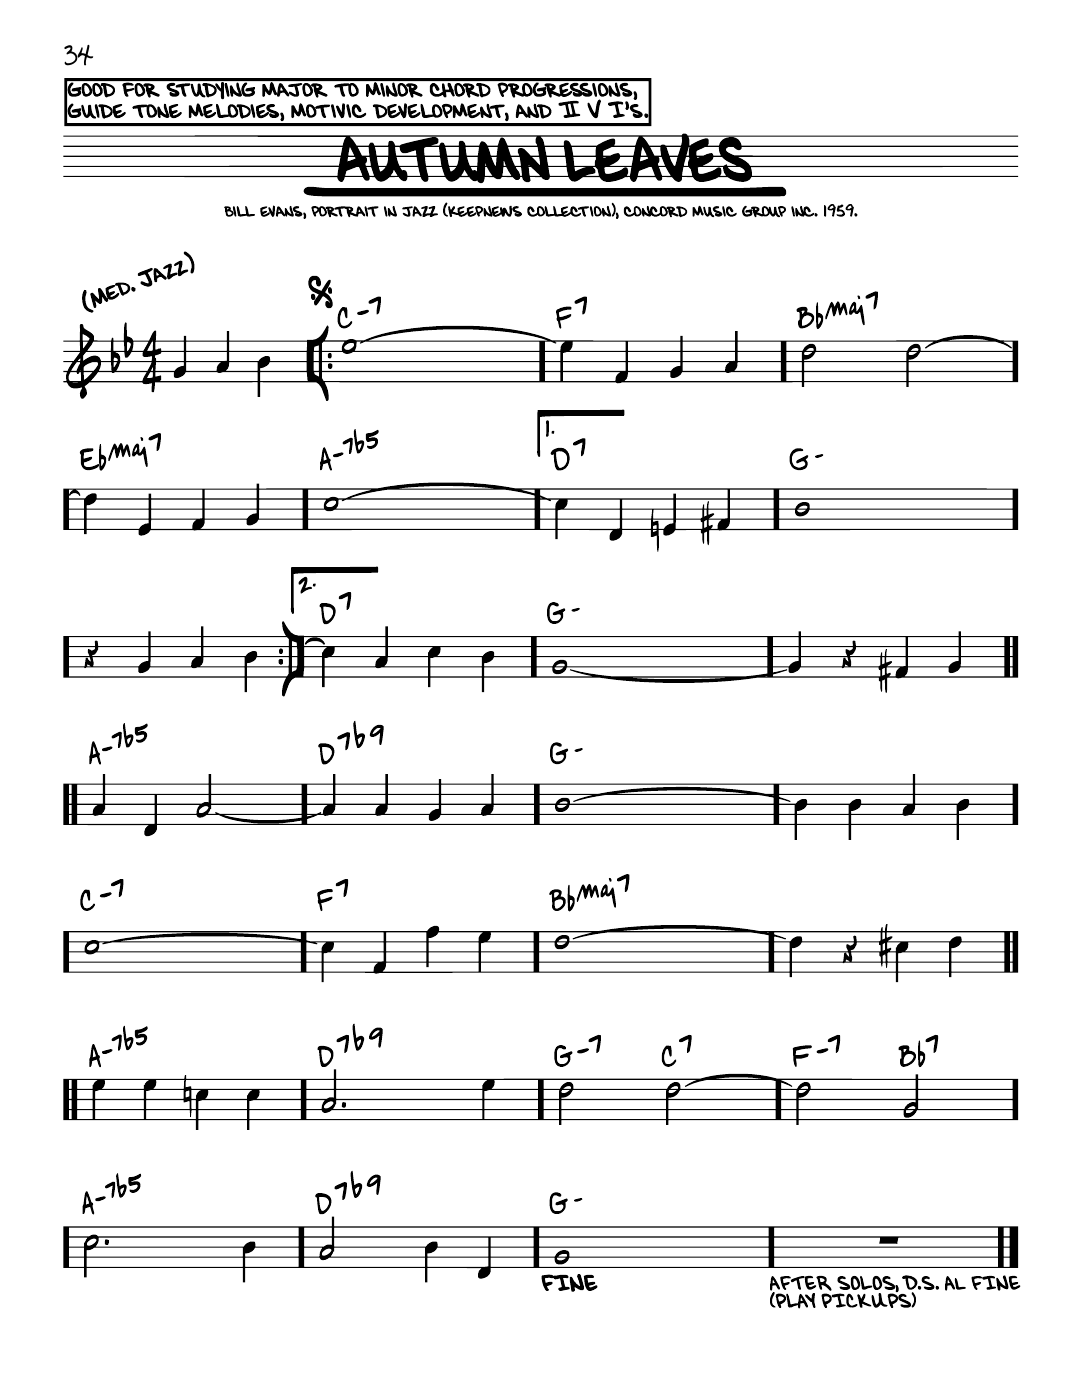 34
GOOD FOR STUDYING MAJOR TO MINOR CHORD PROGRESSIONS,
GUIDE TONE MELODIES, MOTIVIC DEVELOPMENT, AND II V I'S.
AUTUMN LEAVES
BILL EVANS, PORTRAIT IN JAZZ (KEEPNEWS COLLECTION), CONCORD MUSIC GROUP INC. 1959.
(MED. JAZZ)
C-7 F7 B♭maj7
4
4
1.
E♭maj7 A-7♭5 D7 G-
2.
D7 G-
A-7♭5 D7♭9 G-
C-7 F7 B♭maj7
A-7♭5 D7♭9 G-7 C7 F-7 B♭7
A-7♭5 D7♭9 G-
FINE AFTER SOLOS, D.S. AL FINE
(PLAY PICKUPS)